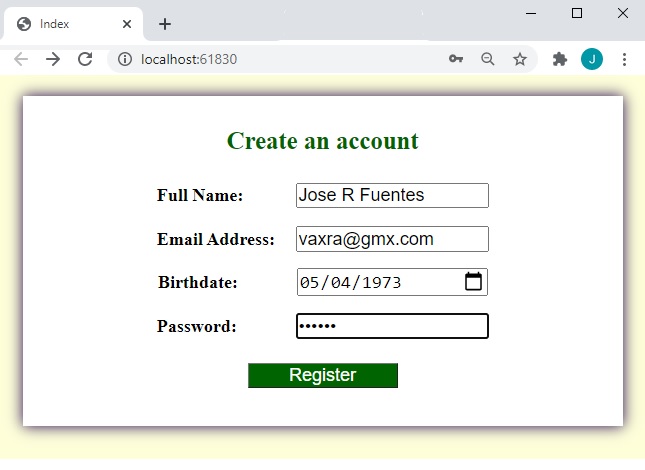 Index
localhost:61830
J
Create an account
Full Name: Jose R Fuentes
Email Address: vaxra@gmx.com
Birthdate: 05/04/1973
Password: ••••••
Register